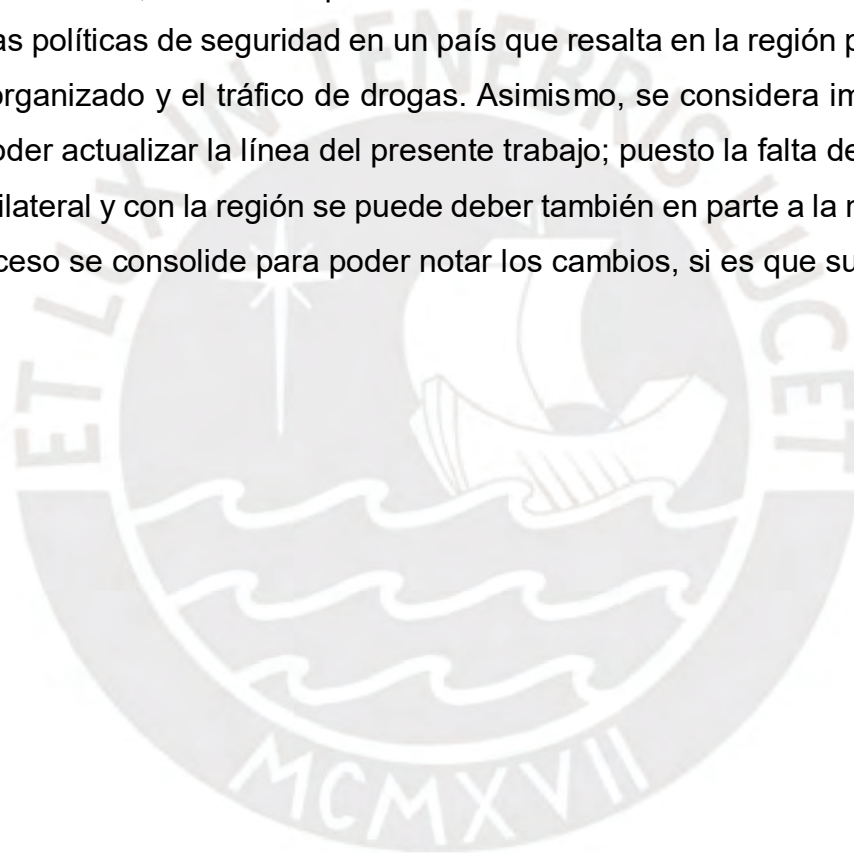 as políticas de seguridad en un país que resalta en la región
organizado y el tráfico de drogas. Asimismo, se considera
oder actualizar la línea del presente trabajo; puesto la falta de
ilateral y con la región se puede deber también en parte a la
ceso se consolide para poder notar los cambios, si es que su
ET LUX IN TENEBRIS LUCET
MCMXVII